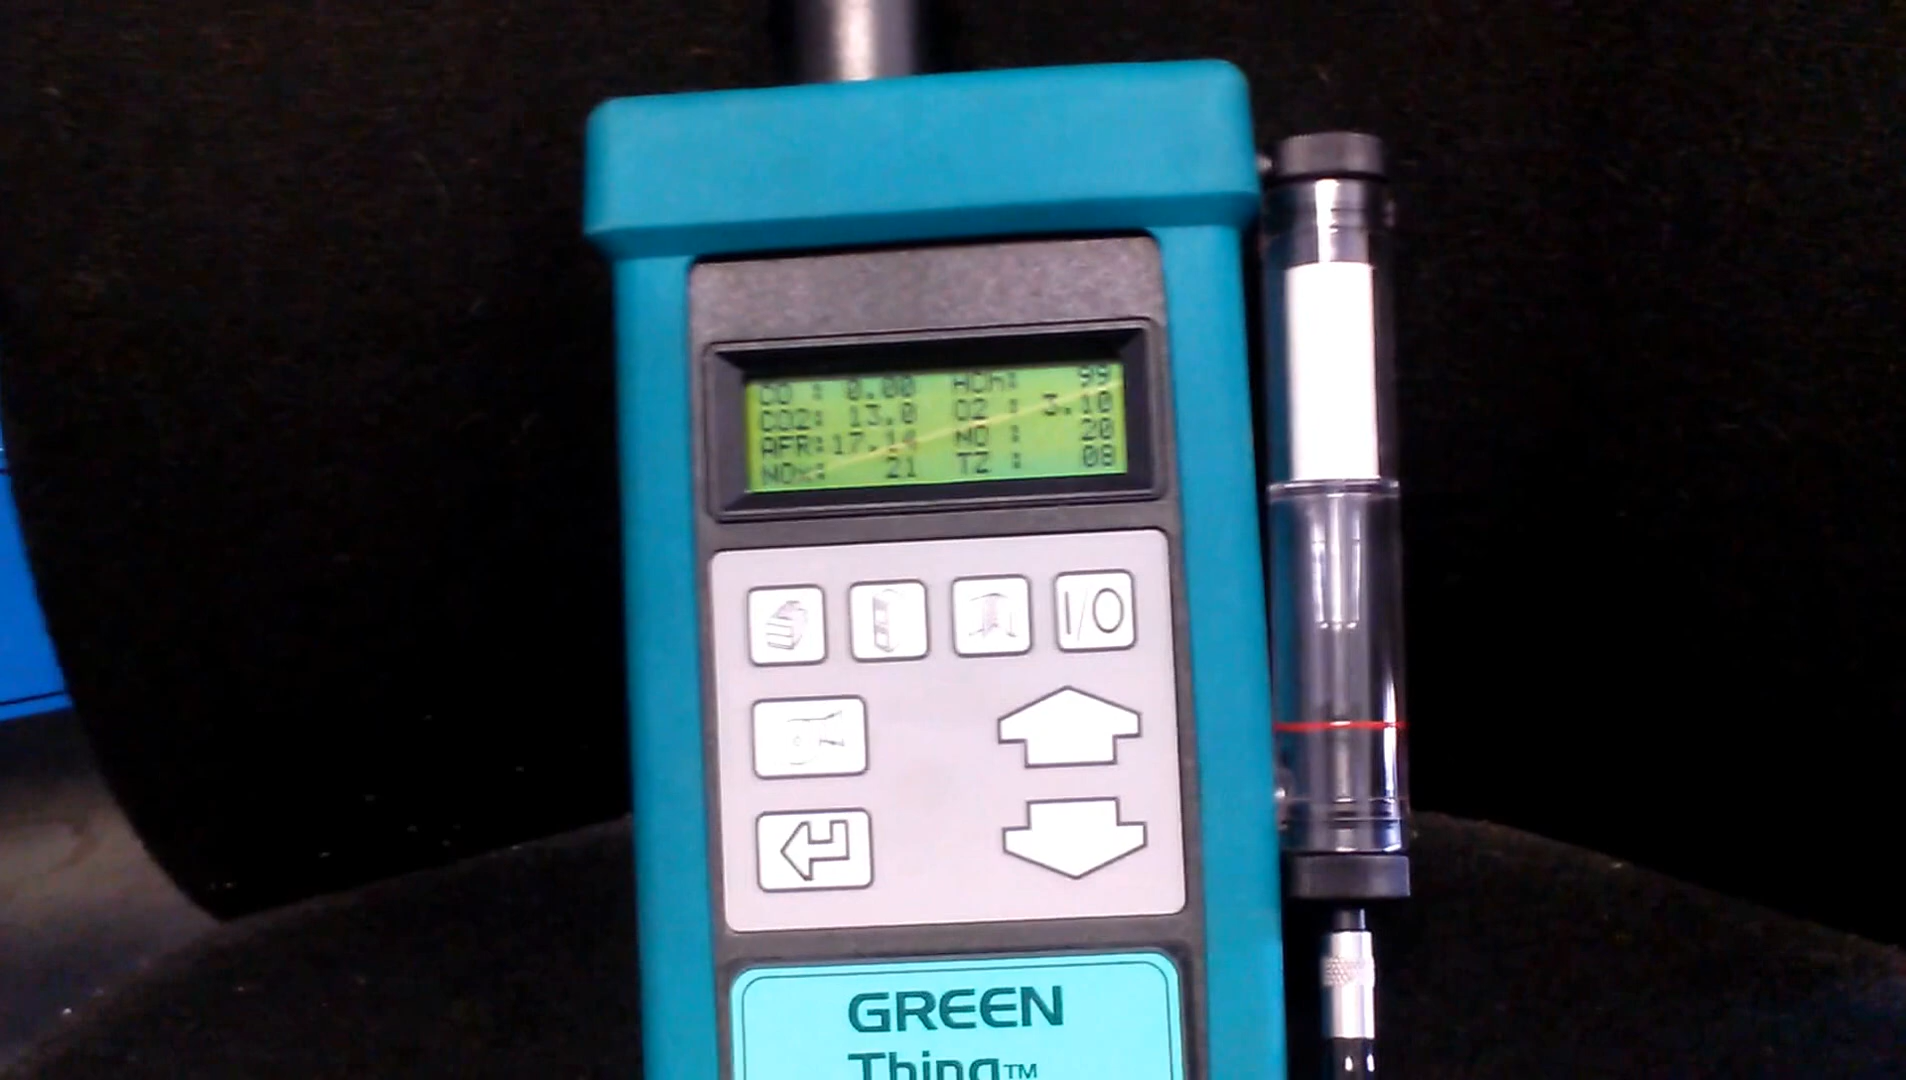 CO : 0.00 HCh: 99
CO2: 13.0 O2 : 3.10
AFR:17.14 NO : 20
NOx: 21 TZ : 08
I/O
GREEN
Thing™